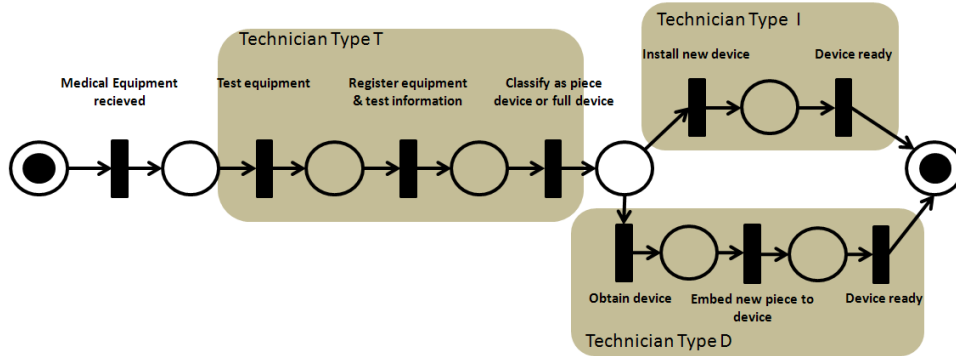 Technician Type T
Technician Type I
Medical Equipment
recieved
Test equipment
Register equipment
& test information
Classify as piece
device or full device
Install new device
Device ready
Obtain device
Embed new piece to
device
Device ready
Technician Type D